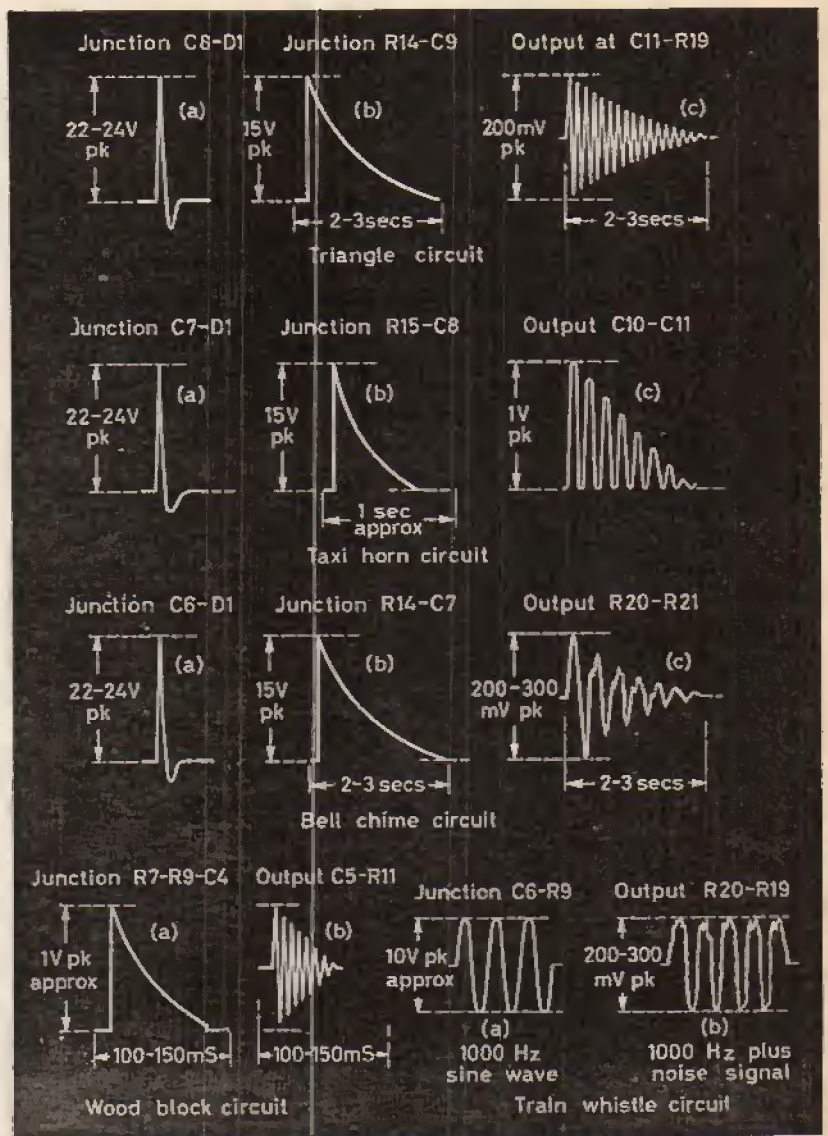 Junction C8-D1
Junction R14-C9
Output at C11-R19
22-24V
pk
(a)
15V
pk
(b)
200mV
pk
(c)
2-3secs
2-3secs
Triangle circuit
Junction C7-D1
Junction R15-C8
Output C10-C11
22-24V
pk
(a)
15V
pk
(b)
1V
pk
(c)
1 sec
approx
Taxi horn circuit
Junction C6-D1
Junction R14-C7
Output R20-R21
22-24V
pk
(a)
15V
pk
(b)
200-300
mV pk
(c)
2-3 secs
2-3secs
Bell chime circuit
Junction R7-R9-C4
Output C5-R11
Junction C6-R9
Output R20-R19
1V pk
approx
(a)
(b)
10V pk
approx
200-300
mV pk
100-150mS
100-150mS
(a)
1000 Hz
sine wave
(b)
1000 Hz plus
noise signal
Wood block circuit
Train whistle circuit